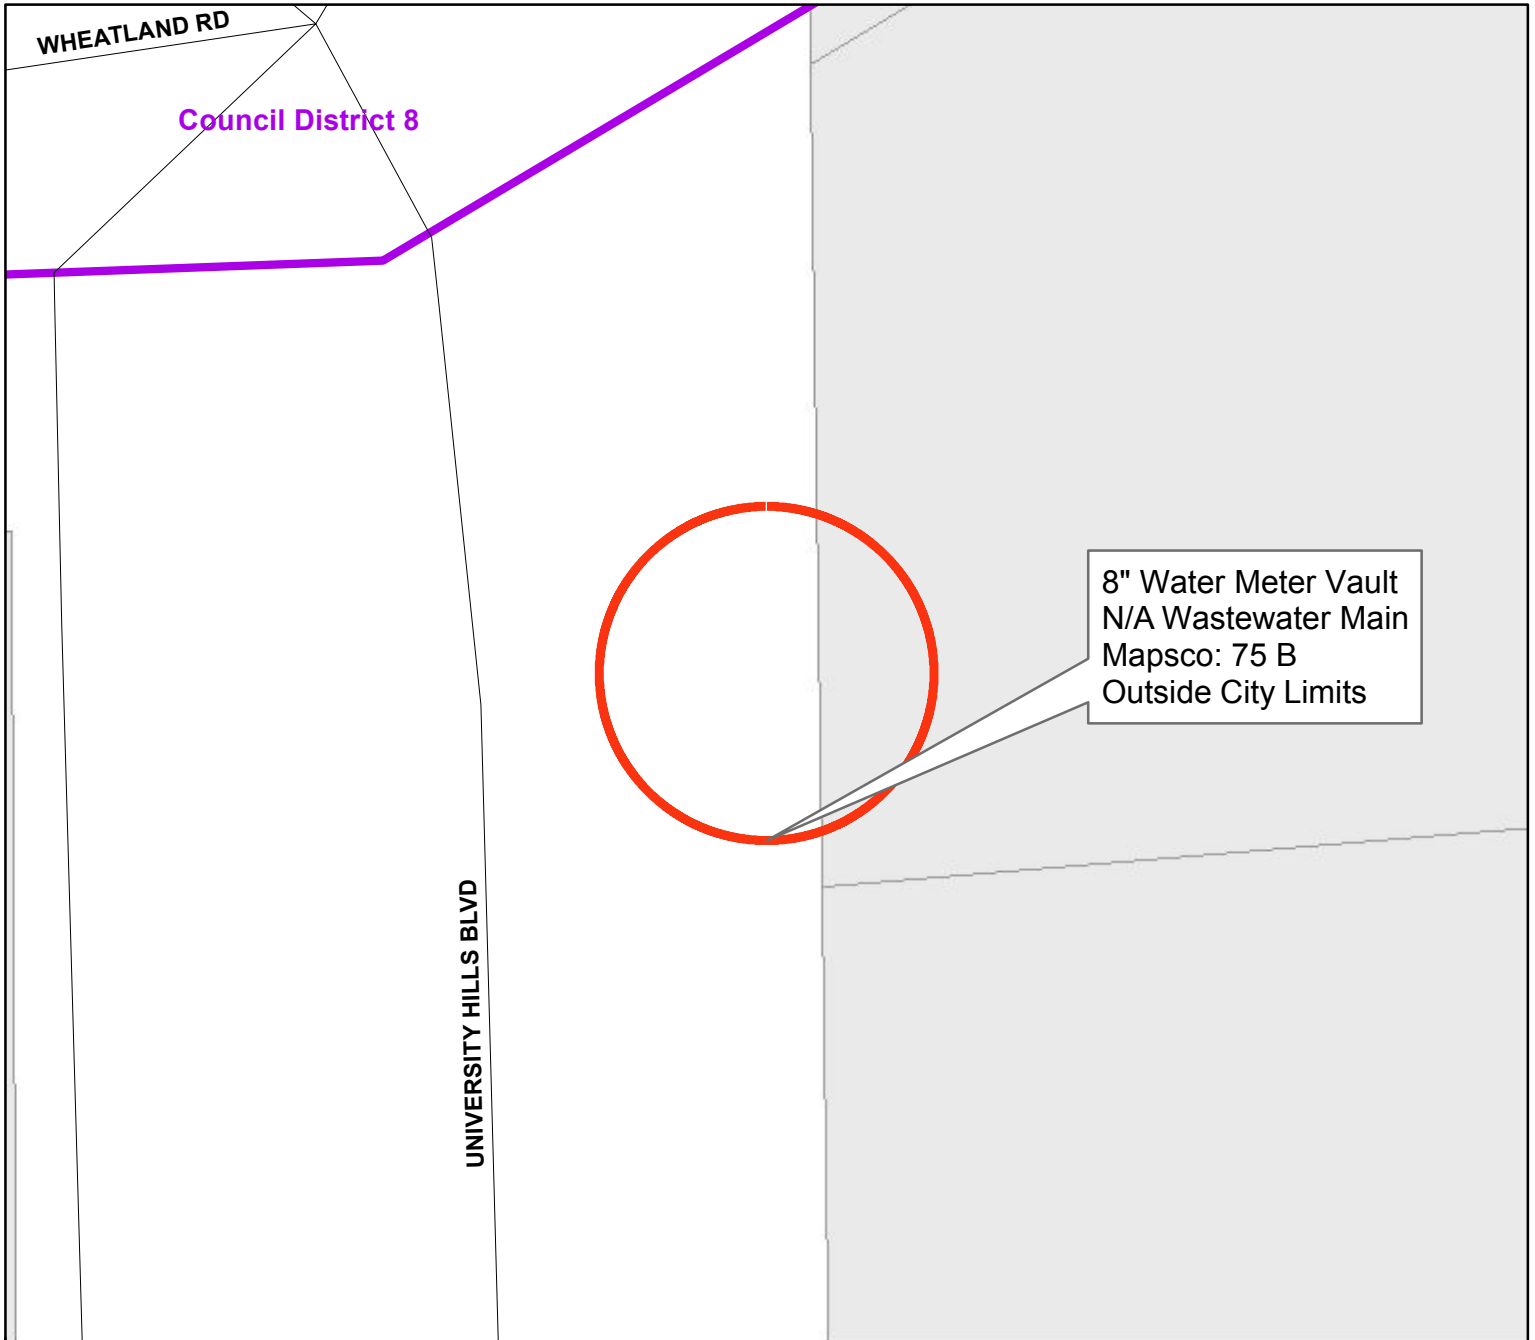 WHEATLAND RD
Council District 8
8" Water Meter Vault
N/A Wastewater Main
Mapsco: 75 B
Outside City Limits
UNIVERSITY HILLS BLVD